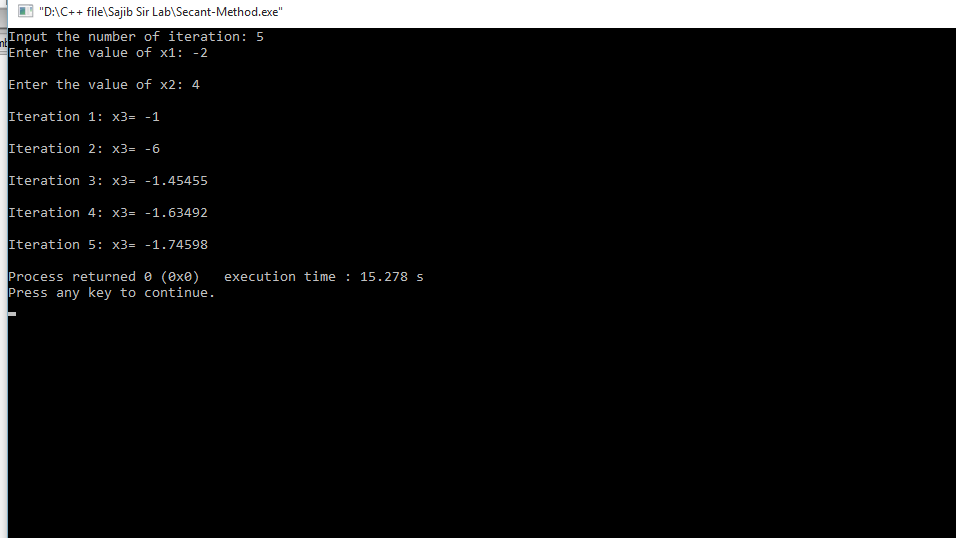 "D:\C++ file\Sajib Sir Lab\Secant-Method.exe"
Input the number of iteration: 5
Enter the value of x1: -2
Enter the value of x2: 4
Iteration 1: x3= -1
Iteration 2: x3= -6
Iteration 3: x3= -1.45455
Iteration 4: x3= -1.63492
Iteration 5: x3= -1.74598
Process returned 0 (0x0)   execution time : 15.278 s
Press any key to continue.